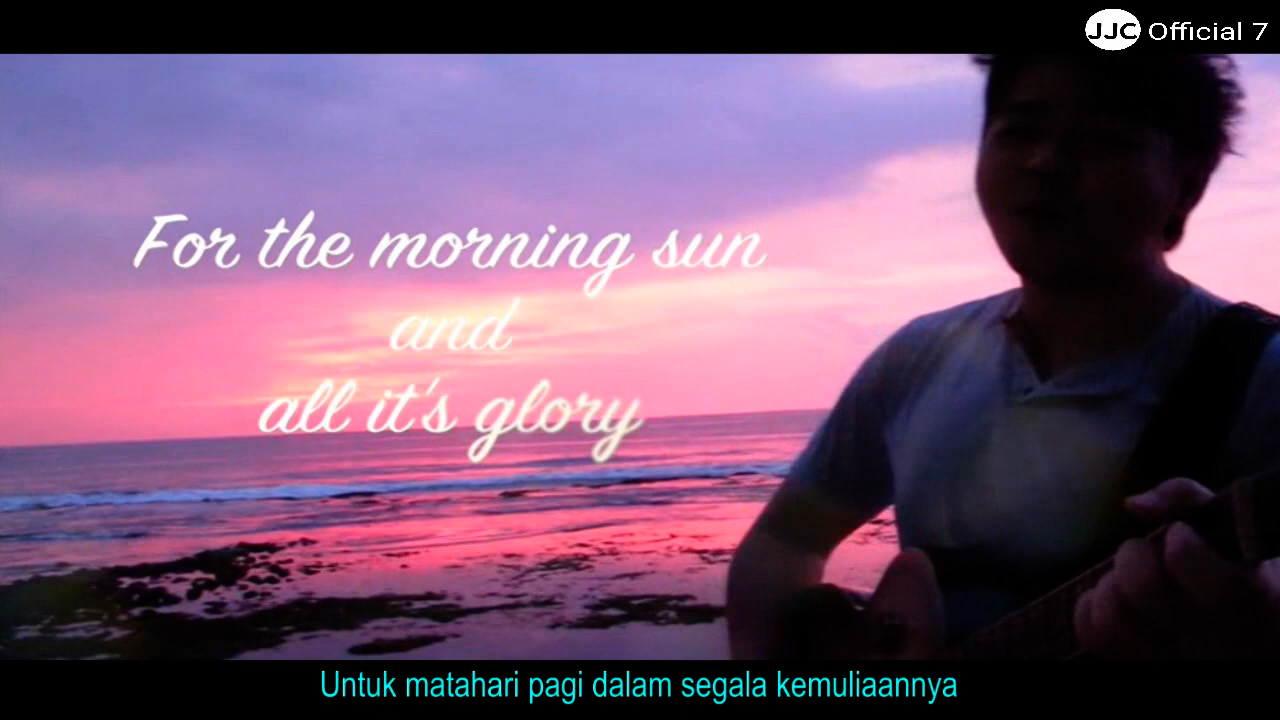 JJC Official 7
For the morning sun
and
all it's glory
Untuk matahari pagi dalam segala kemuliaannya